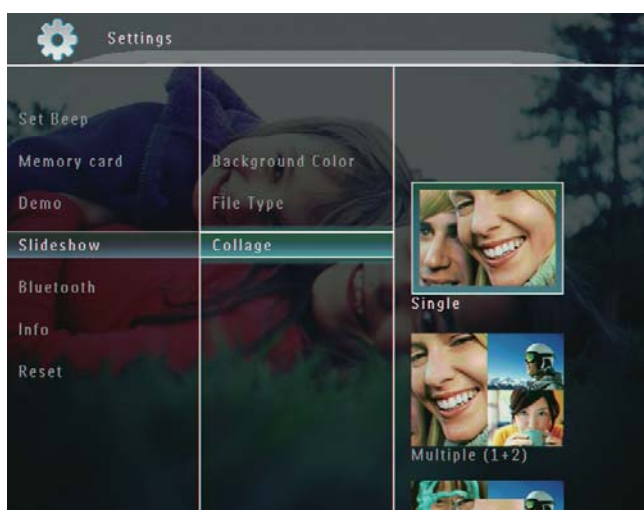 Settings
Set Beep
Memory card
Demo
Slideshow
Bluetooth
Info
Reset
Background Color
File Type
Collage
Single
Multiple (1+2)